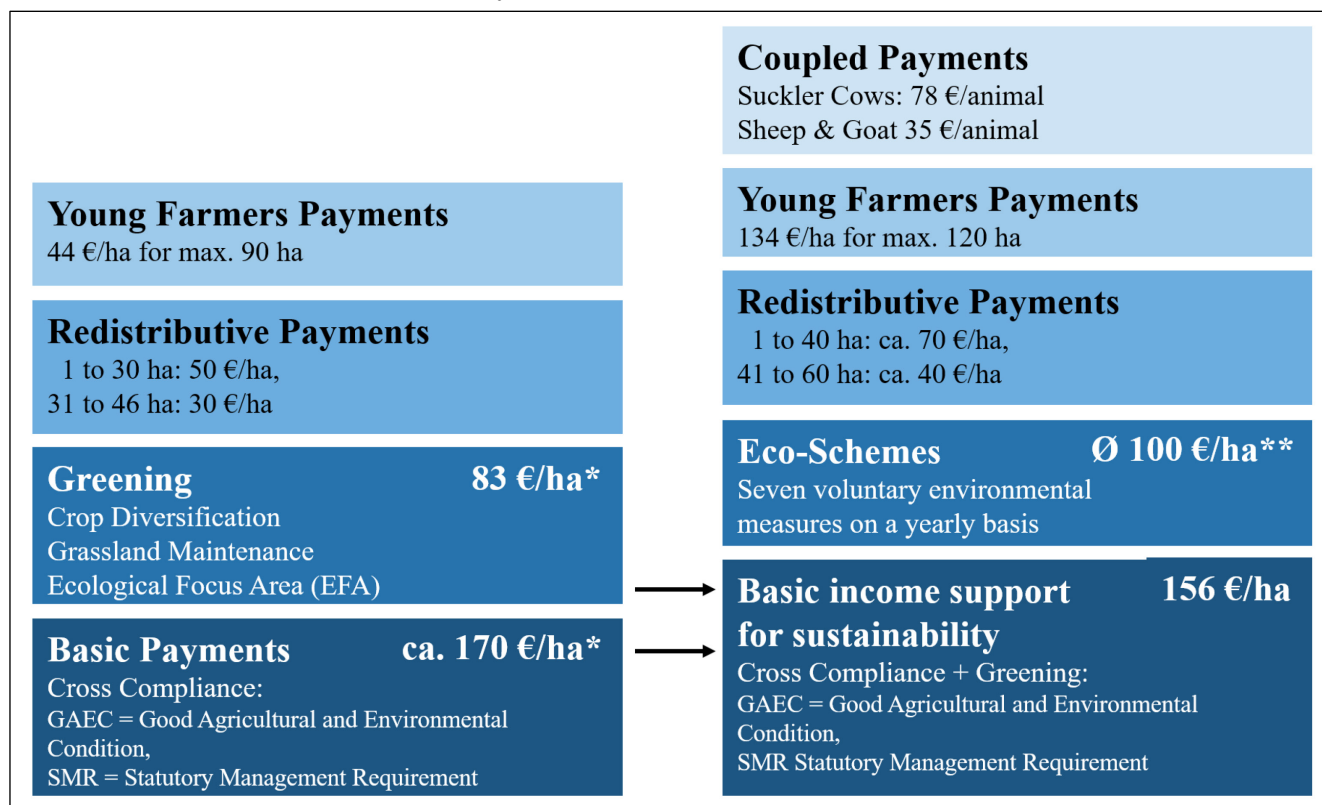 Young Farmers Payments
44 €/ha for max. 90 ha
Redistributive Payments
1 to 30 ha: 50 €/ha,
31 to 46 ha: 30 €/ha
Greening 83 €/ha*
Crop Diversification
Grassland Maintenance
Ecological Focus Area (EFA)
Basic Payments ca. 170 €/ha*
Cross Compliance:
GAEC = Good Agricultural and Environmental
Condition,
SMR = Statutory Management Requirement
Coupled Payments
Suckler Cows: 78 €/animal
Sheep & Goat 35 €/animal
Young Farmers Payments
134 €/ha for max. 120 ha
Redistributive Payments
1 to 40 ha: ca. 70 €/ha,
41 to 60 ha: ca. 40 €/ha
Eco-Schemes Ø 100 €/ha**
Seven voluntary environmental
measures on a yearly basis
Basic income support 156 €/ha
for sustainability
Cross Compliance + Greening:
GAEC = Good Agricultural and Environmental
Condition,
SMR Statutory Management Requirement